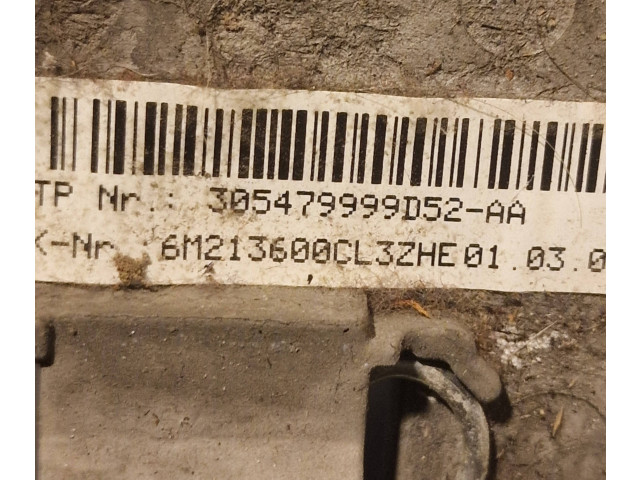 TP Nr.: 305479999D52-AA
K-Nr. 6M213600CL3ZHE 01.03.0